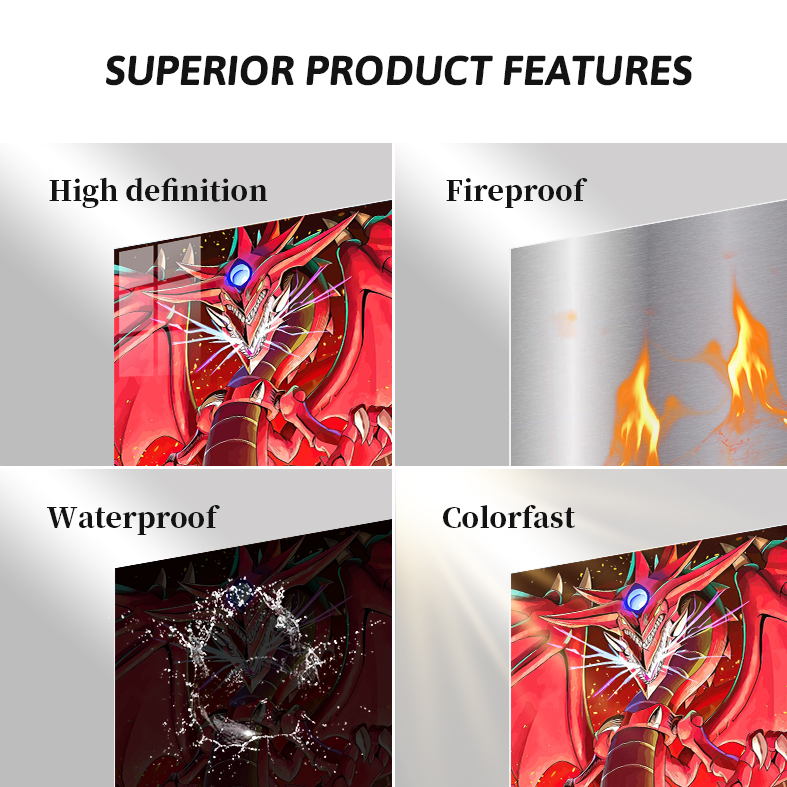 SUPERIOR PRODUCT FEATURES
High definition
Fireproof
Waterproof
Colorfast